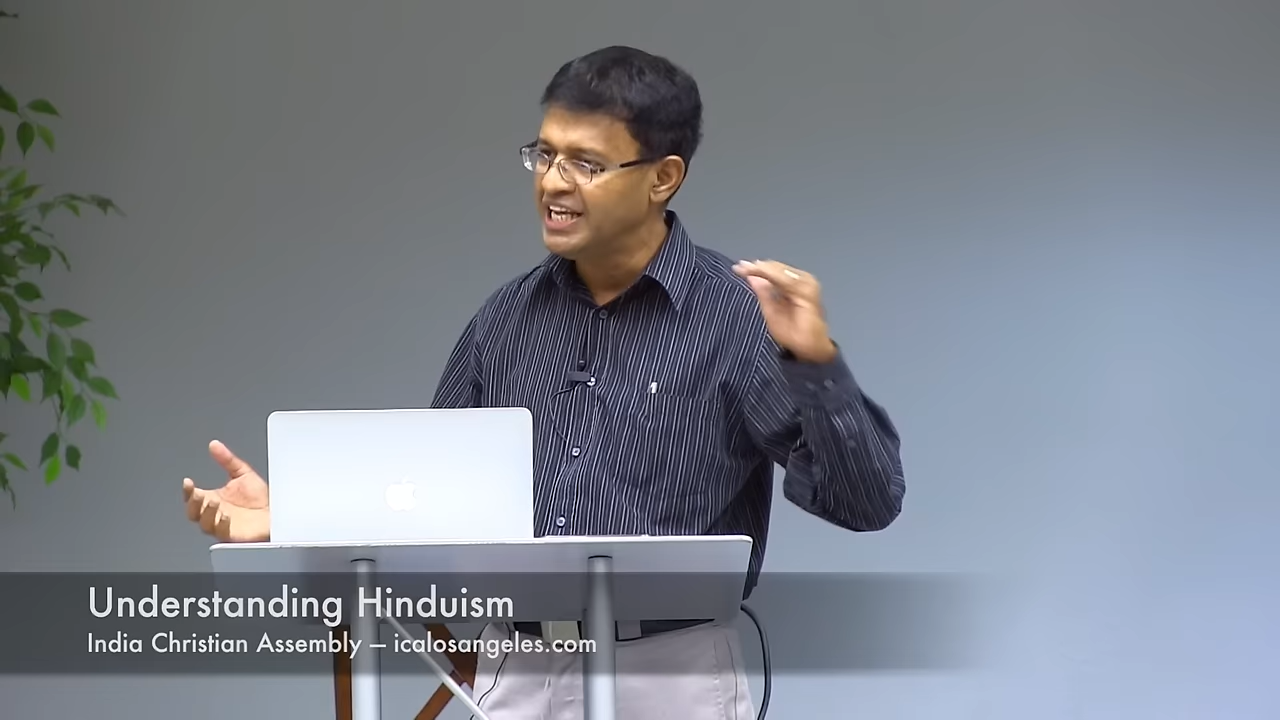 Understanding Hinduism
India Christian Assembly – icalosangeles.com